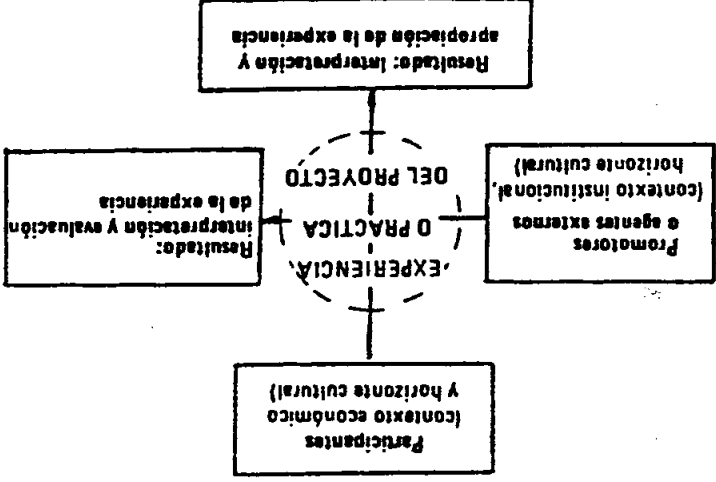 Participantes
(contexto económico
y horizonte cultural)
Promotores
o agentes externos
(contexto institucional,
horizonte cultural)
EXPERIENCIA
O PRACTICA
DEL PROYECTO
Resultado:
interpretación y evaluación
de la experiencia
Resultado: Interpretación y
apropiación de la experiencia